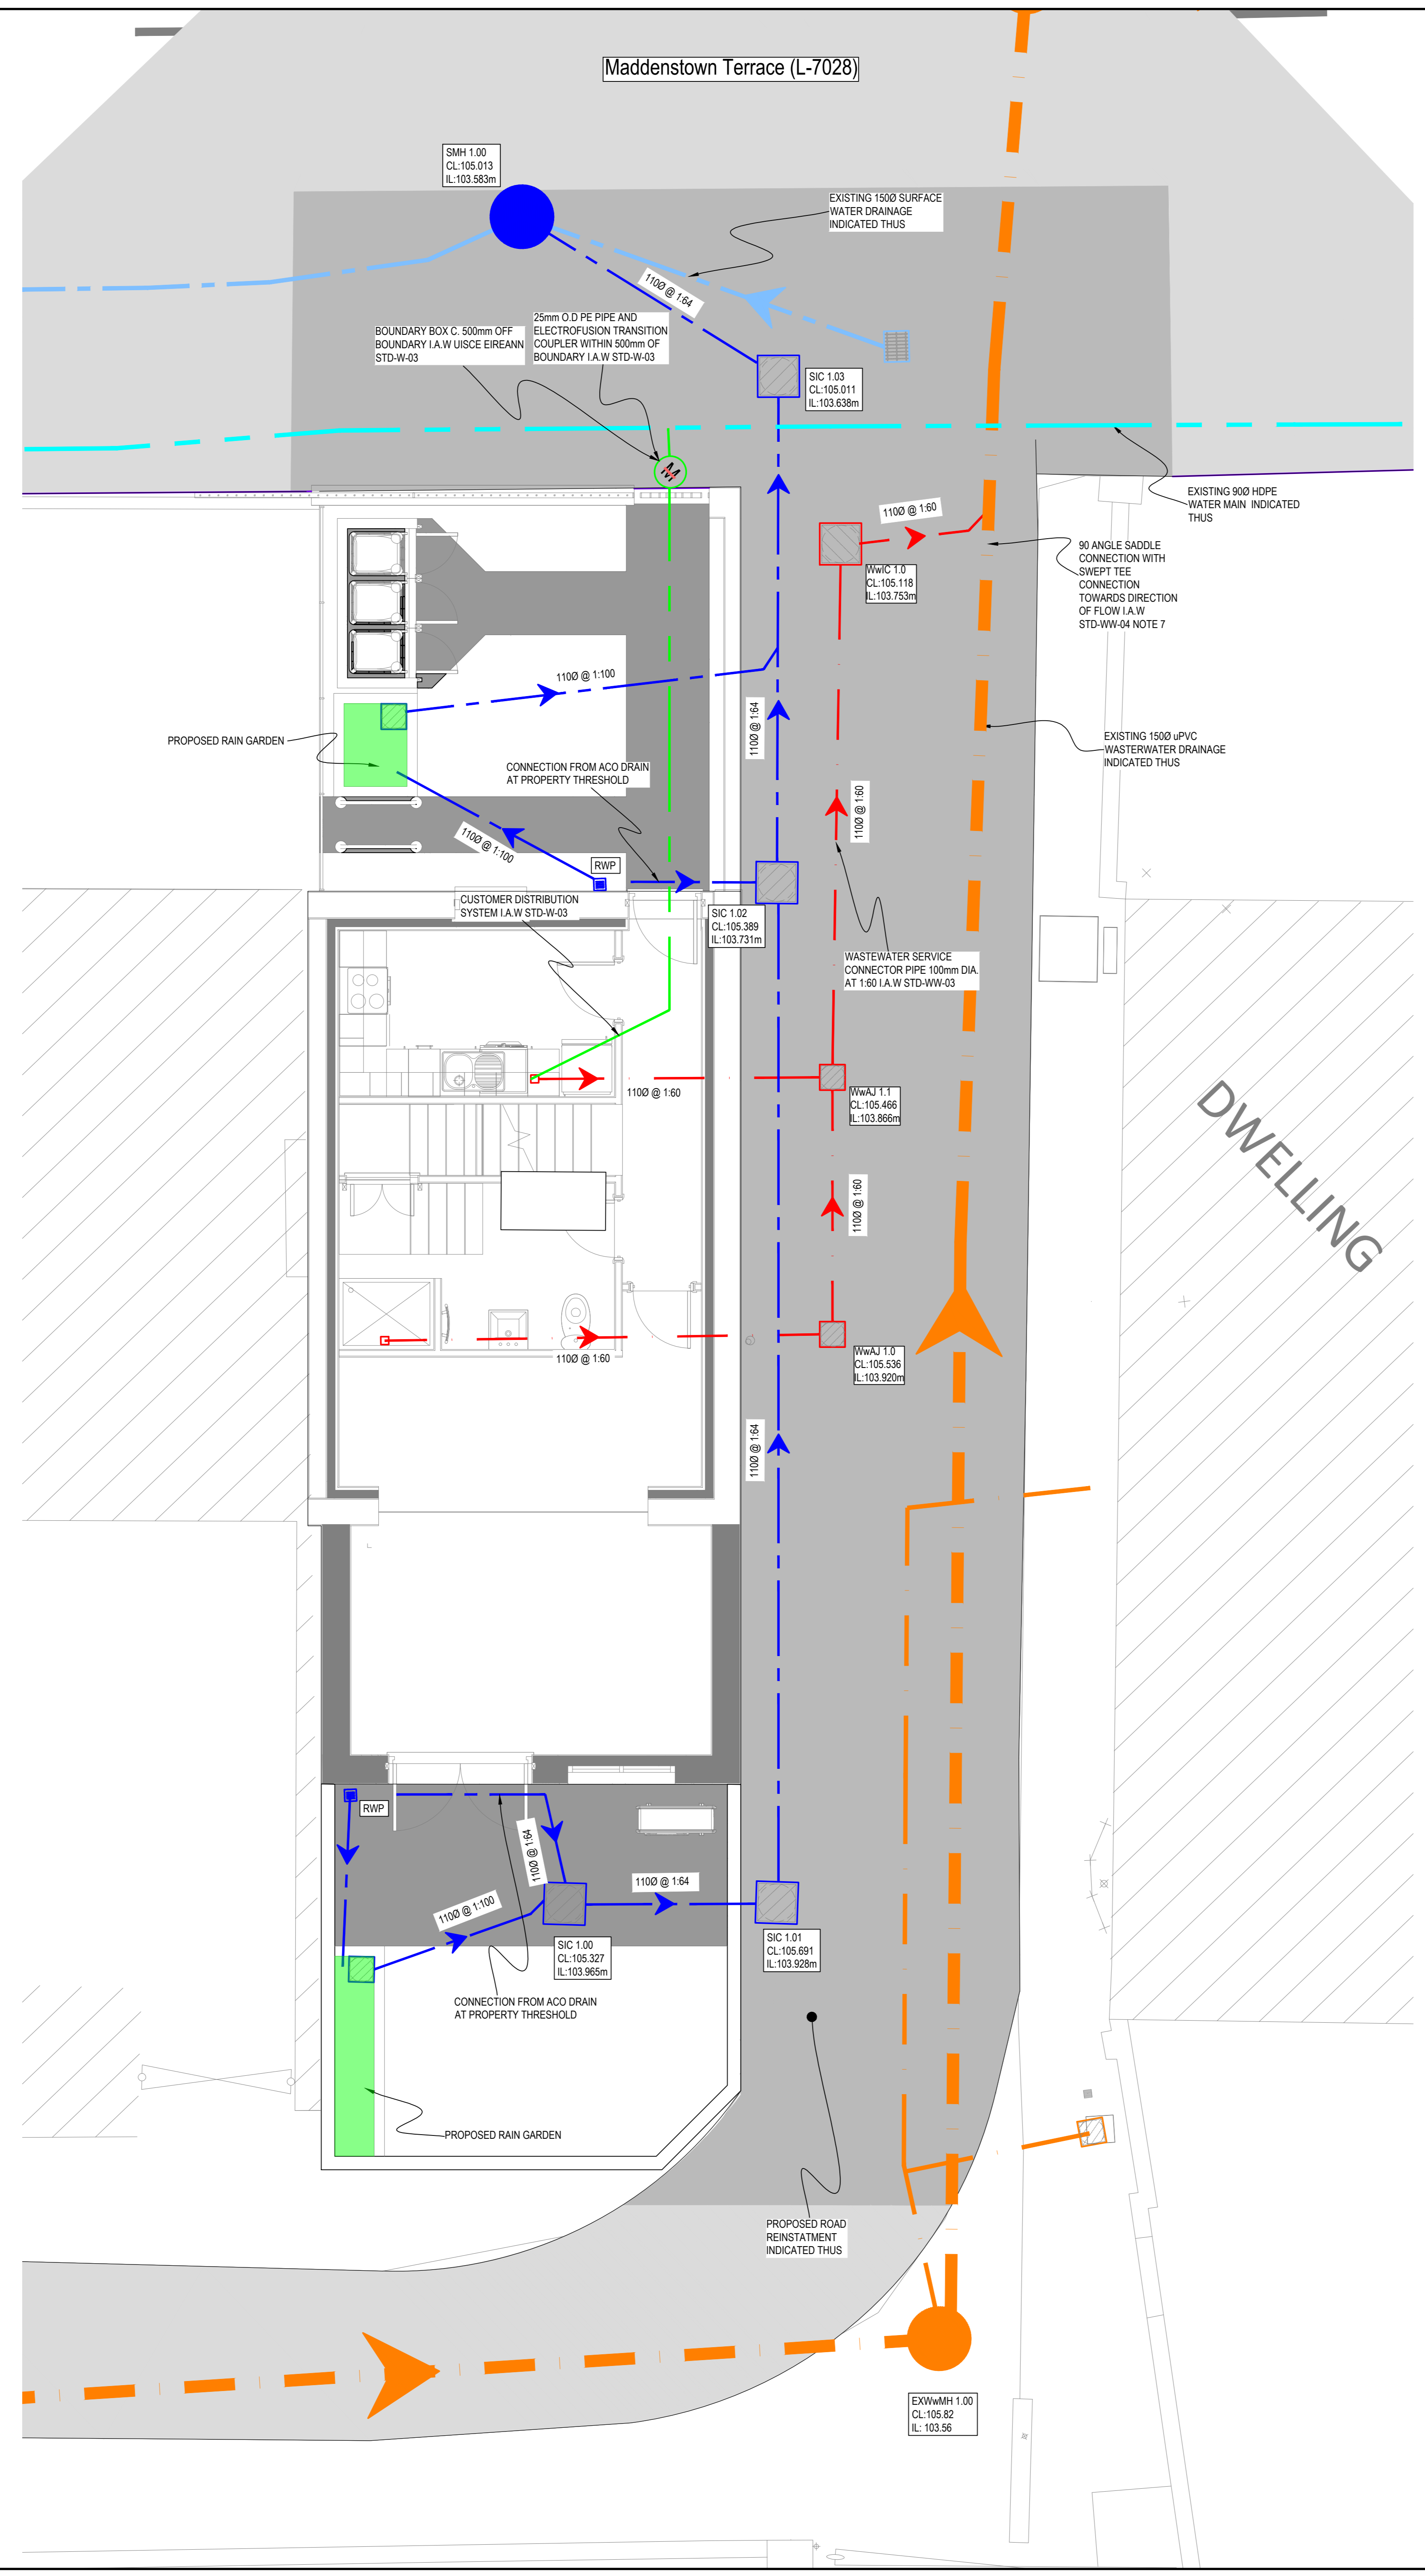 Maddenstown Terrace (L-7028)
SMH 1.00
CL:105.013
IL:103.583m
EXISTING 150Ø SURFACE
WATER DRAINAGE
INDICATED THUS
110Ø @ 1:64
BOUNDARY BOX C. 500mm OFF
BOUNDARY I.A.W UISCE EIREANN
STD-W-03
25mm O.D PE PIPE AND
ELECTROFUSION TRANSITION
COUPLER WITHIN 500mm OF
BOUNDARY I.A.W STD-W-03
SIC 1.03
CL:105.011
IL:103.638m
M
EXISTING 90Ø HDPE
WATER MAIN INDICATED
THUS
110Ø @ 1:60
90 ANGLE SADDLE
CONNECTION WITH
SWEPT TEE
CONNECTION
TOWARDS DIRECTION
OF FLOW I.A.W
STD-WW-04 NOTE 7
WwIC 1.0
CL:105.118
IL:103.753m
110Ø @ 1:100
110Ø @ 1:64
PROPOSED RAIN GARDEN
EXISTING 150Ø uPVC
WASTERWATER DRAINAGE
INDICATED THUS
CONNECTION FROM ACO DRAIN
AT PROPERTY THRESHOLD
110Ø @ 1:60
110Ø @ 1:100
RWP
CUSTOMER DISTRIBUTION
SYSTEM I.A.W STD-W-03
SIC 1.02
CL:105.389
IL:103.731m
WASTEWATER SERVICE
CONNECTOR PIPE 100mm DIA.
AT 1:60 I.A.W STD-WW-03
110Ø @ 1:60
WwAJ 1.1
CL:105.466
IL:103.866m
DWELLING
110Ø @ 1:60
WwAJ 1.0
CL:105.536
IL:103.920m
110Ø @ 1:60
110Ø @ 1:64
RWP
110Ø @ 1:64
110Ø @ 1:64
110Ø @ 1:100
SIC 1.00
CL:105.327
IL:103.965m
SIC 1.01
CL:105.691
IL:103.928m
CONNECTION FROM ACO DRAIN
AT PROPERTY THRESHOLD
PROPOSED RAIN GARDEN
PROPOSED ROAD
REINSTATMENT
INDICATED THUS
EXWwMH 1.00
CL:105.82
IL: 103.56